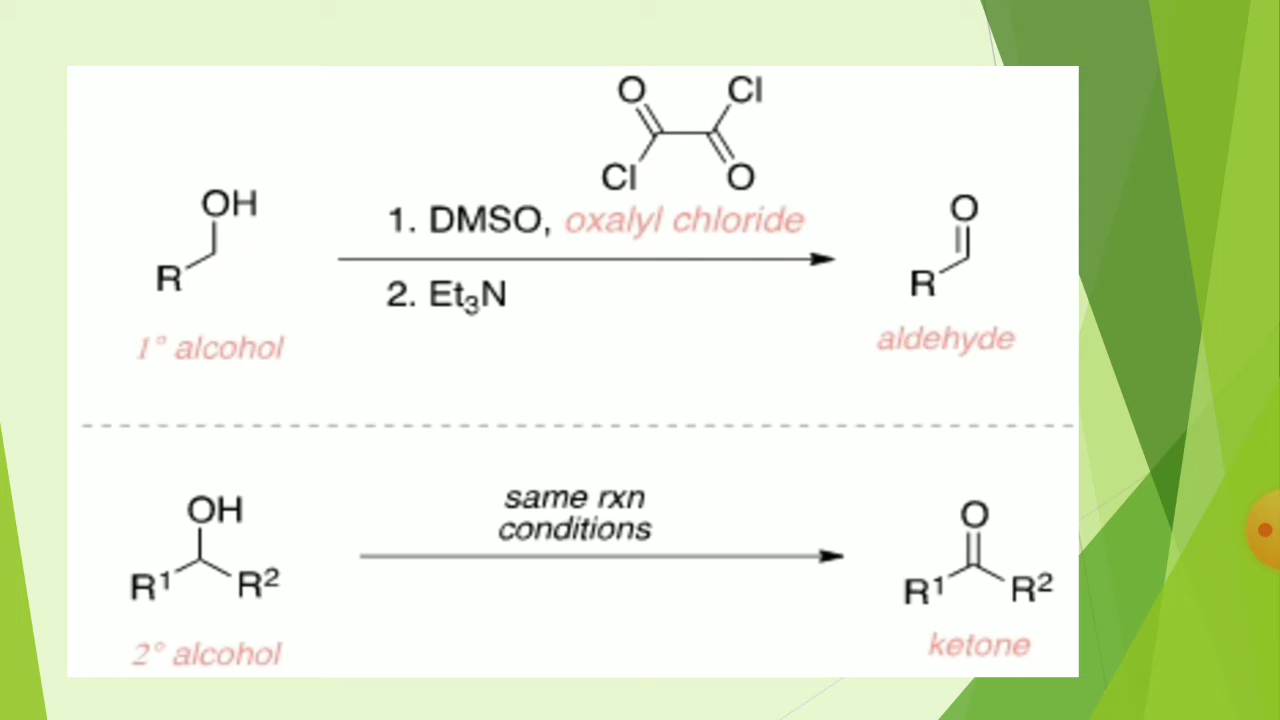 O
Cl
Cl
O
OH
R
1. DMSO, oxalyl chloride
2. Et₃N
O
R
1° alcohol
aldehyde
OH
R¹
R²
same rxn
conditions
O
R¹
R²
2° alcohol
ketone